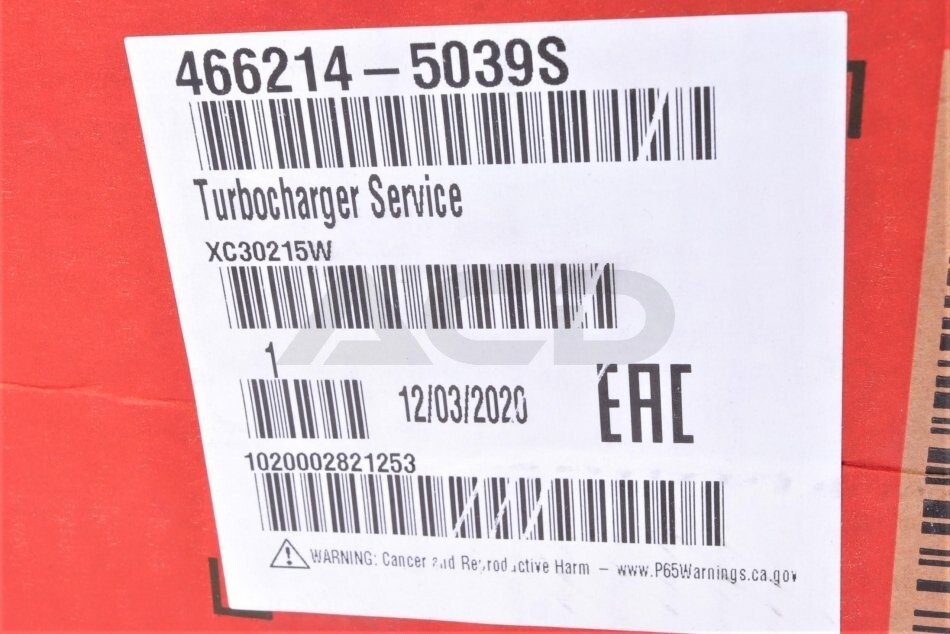 466214-5039S
Turbocharger Service
XC30215W
ACD
1
12/03/2020
EAC
1020002821253
WARNING: Cancer and Reproductive Harm - www.P65Warnings.ca.gov